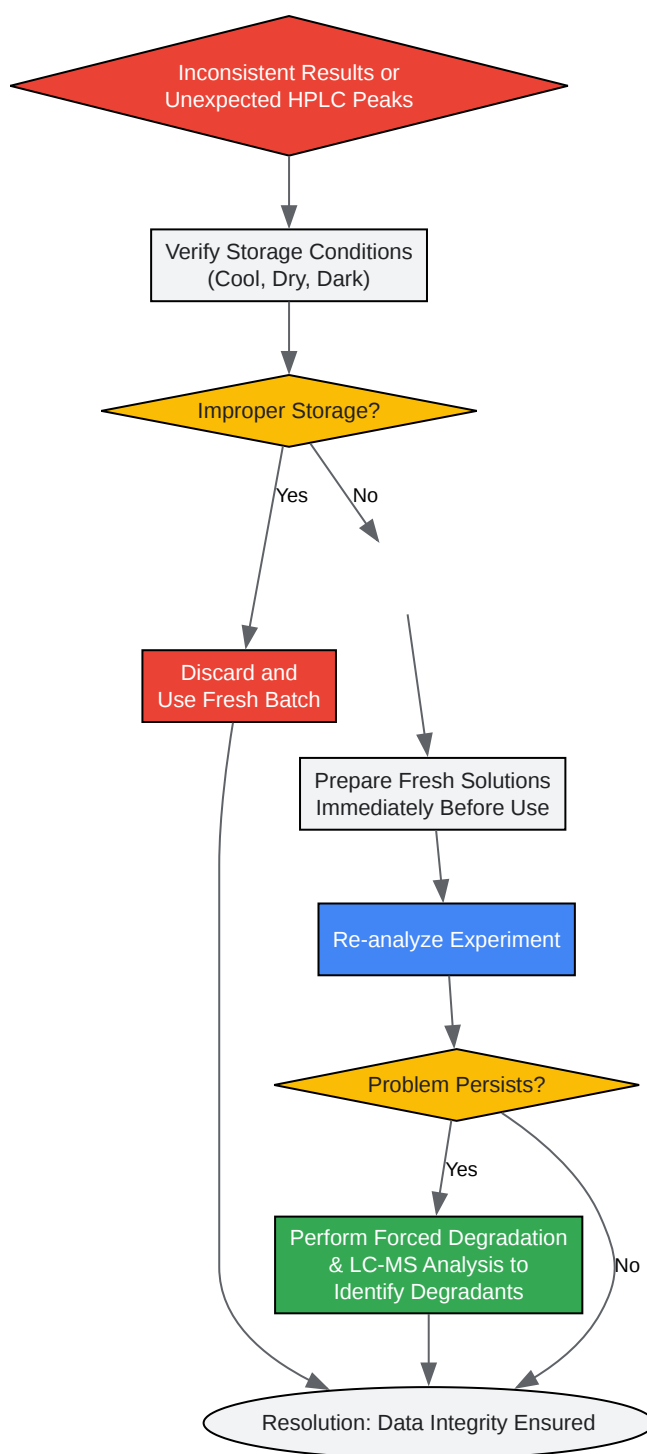 Inconsistent Results or
Unexpected HPLC Peaks
Verify Storage Conditions
(Cool, Dry, Dark)
Improper Storage?
Yes
No
Discard and
Use Fresh Batch
Prepare Fresh Solutions
Immediately Before Use
Re-analyze Experiment
Problem Persists?
Yes
Perform Forced Degradation
& LC-MS Analysis to
Identify Degradants
No
Resolution: Data Integrity Ensured